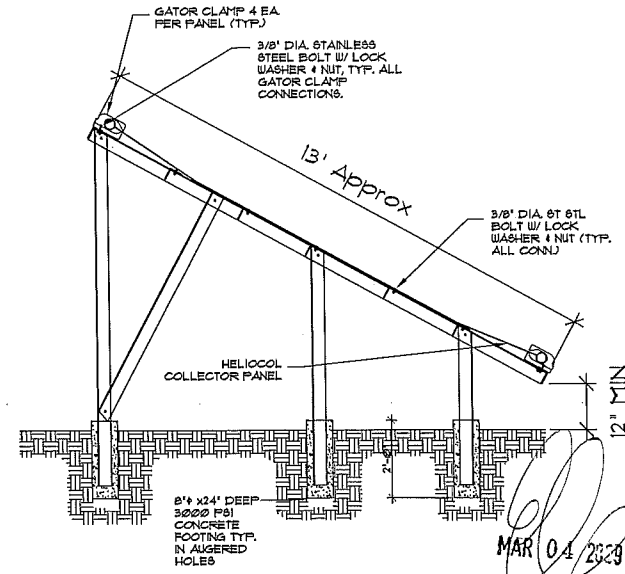 GATOR CLAMP 4 EA.
PER PANEL (TYP.)
3/8" DIA. STAINLESS
STEEL BOLT W/ LOCK
WASHER & NUT, TYP. ALL
GATOR CLAMP
CONNECTIONS.
13' Approx
3/8" DIA. ST STL
BOLT W/ LOCK
WASHER & NUT (TYP.
ALL CONN.)
HELIOCOL
COLLECTOR PANEL
12" MIN
8"ϕ x24" DEEP
3000 PSI
CONCRETE
FOOTING TYP.
IN AUGERED
HOLES
MAR 04